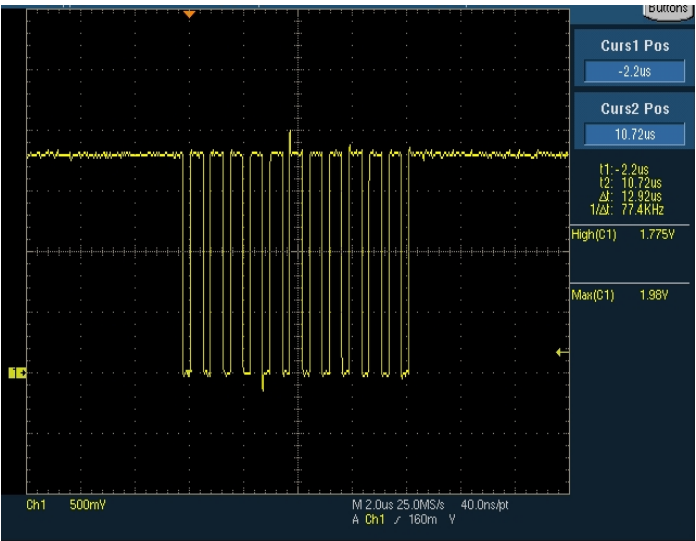 Buttons
Curs1 Pos
-2.2us
Curs2 Pos
10.72us
t1: -2.2us
t2: 10.72us
Δt: 12.92us
1/Δt: 77.4KHz
High(C1) 1.775V
Max(C1) 1.98V
1
Ch1 500mV M 2.0us 25.0MS/s 40.0ns/pt
A Ch1 / 160m V